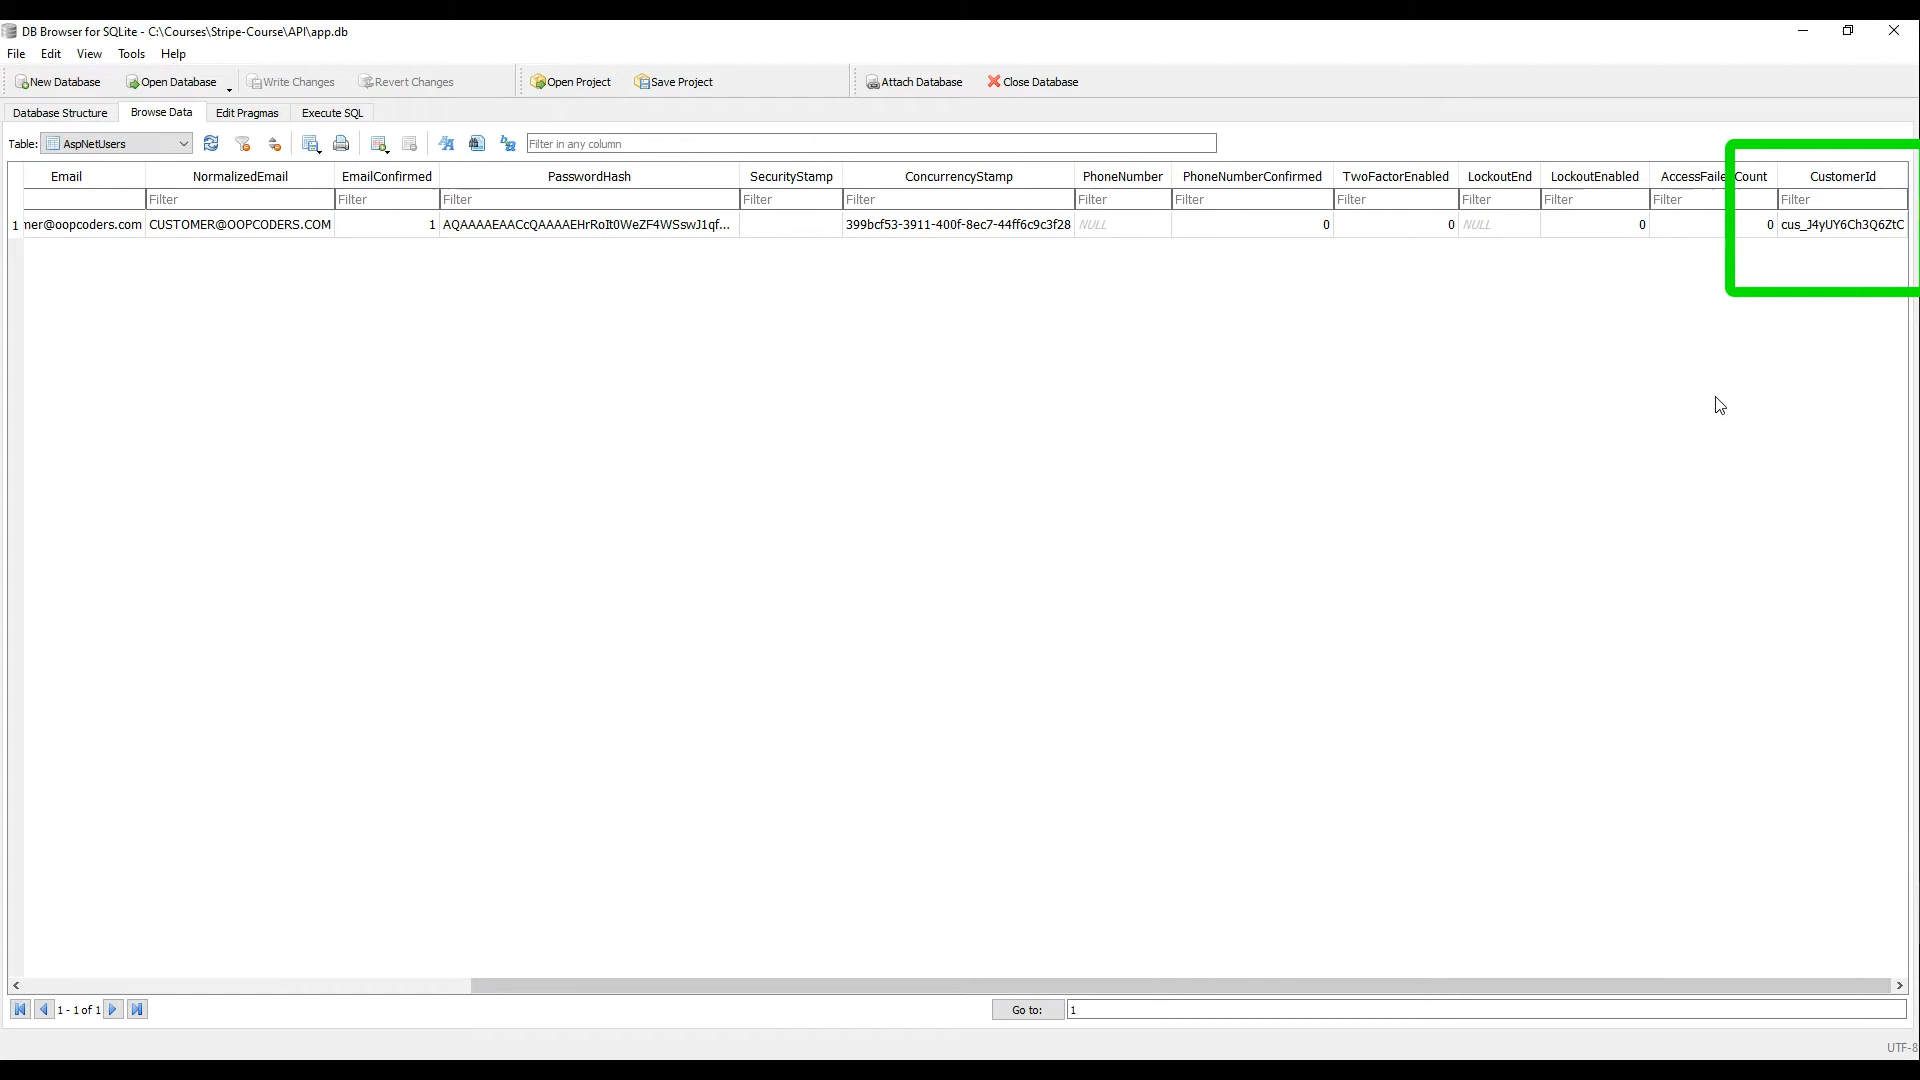 DB Browser for SQLite - C:\Courses\Stripe-Course\API\app.db
File Edit View Tools Help
New Database Open Database Write Changes Revert Changes Open Project Save Project Attach Database Close Database
Database Structure Browse Data Edit Pragmas Execute SQL
Table: AspNetUsers Filter in any column
Email NormalizedEmail EmailConfirmed PasswordHash SecurityStamp ConcurrencyStamp PhoneNumber PhoneNumberConfirmed TwoFactorEnabled LockoutEnd LockoutEnabled AccessFaile Count CustomerId
Filter Filter Filter Filter Filter Filter Filter Filter Filter Filter Filter Filter
1 mer@oopcoders.com CUSTOMER@OOPCODERS.COM 1 AQAAAAEAACcQAAAAEHrRoIt0WeZF4WSswJ1qf... 399bcf53-3911-400f-8ec7-44ff6c9c3f28 NULL 0 0 NULL 0 0 cus_J4yUY6Ch3Q6ZtC
1 - 1 of 1 Go to: 1
UTF-8